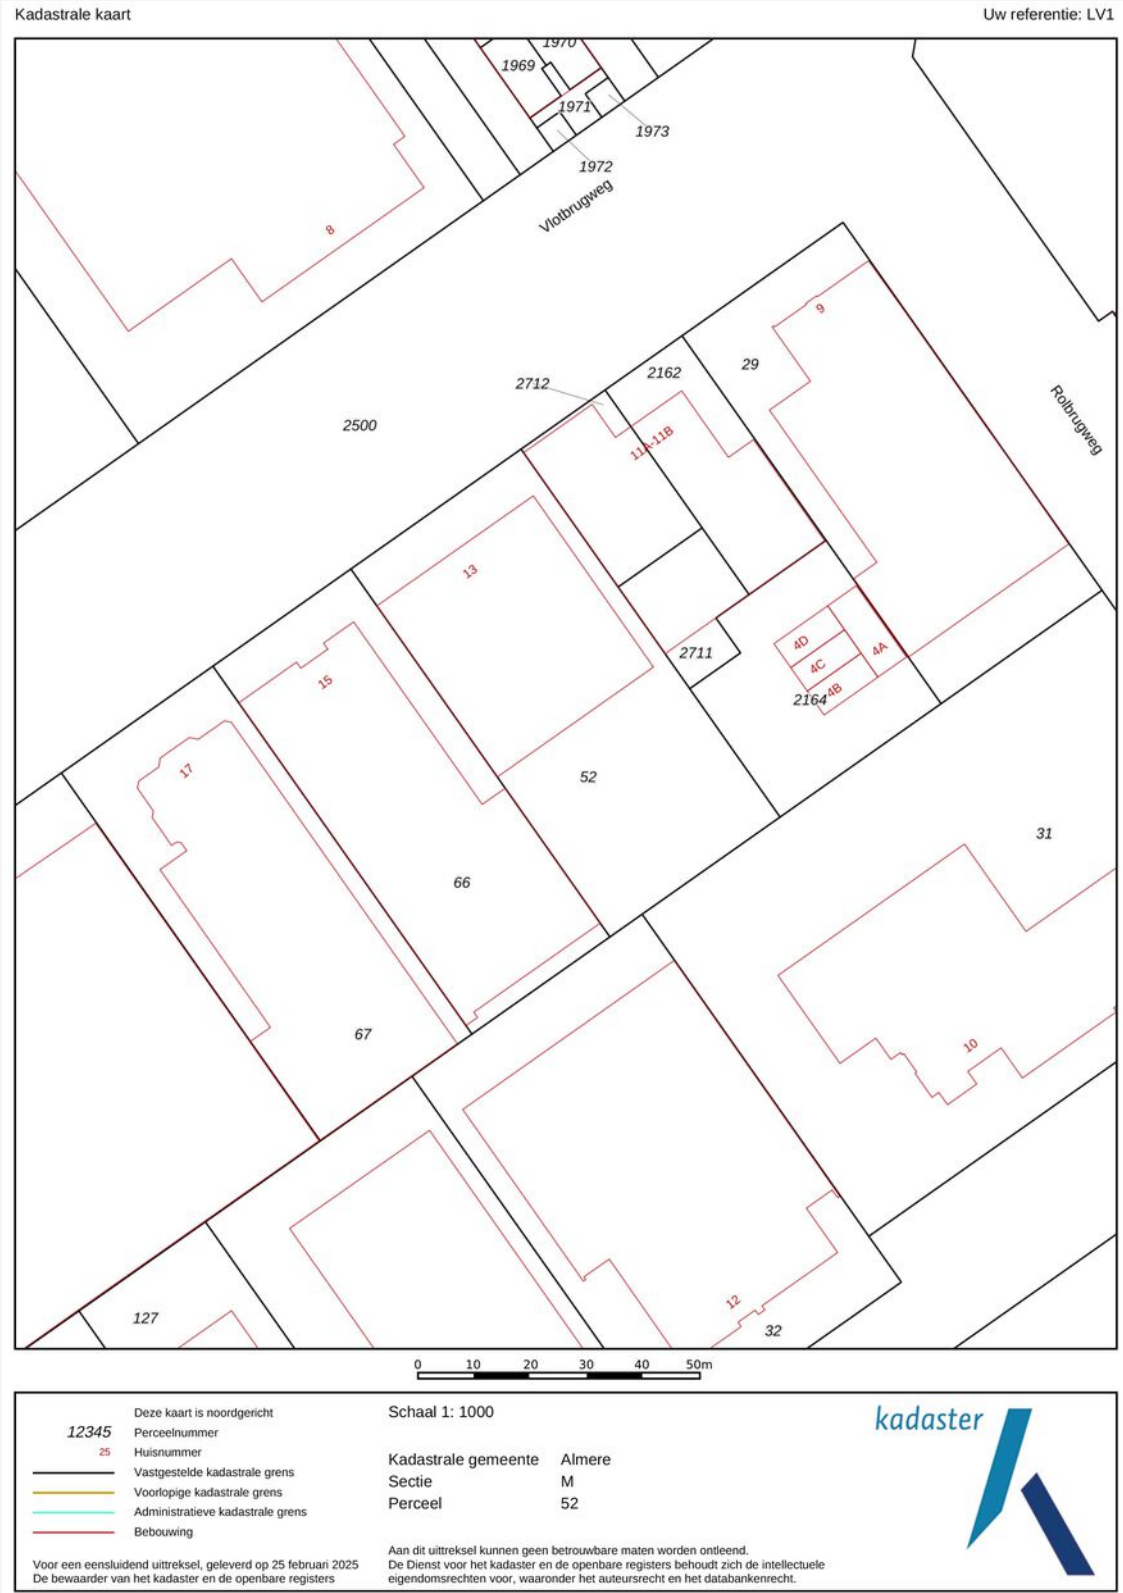 Kadastrale kaart
Uw referentie: LV1
1970
1969
1971
1973
1972
Vlotbrugweg
8
9
29
2162
2712
Rolbrugweg
2500
11A-11B
13
4D
4A
2711
4C
15
4B
2164
17
52
31
66
67
10
12
127
32
0 10 20 30 40 50m
12345
25
Deze kaart is noordgericht
Perceelnummer
Huisnummer
Vastgestelde kadastrale grens
Voorlopige kadastrale grens
Administratieve kadastrale grens
Bebouwing
Voor een eensluidend uittreksel, geleverd op 25 februari 2025
De bewaarder van het kadaster en de openbare registers
Schaal 1: 1000
Kadastrale gemeente Almere
Sectie M
Perceel 52
Aan dit uittreksel kunnen geen betrouwbare maten worden ontleend.
De Dienst voor het kadaster en de openbare registers behoudt zich de intellectuele
eigendomsrechten voor, waaronder het auteursrecht en het databankenrecht.
kadaster